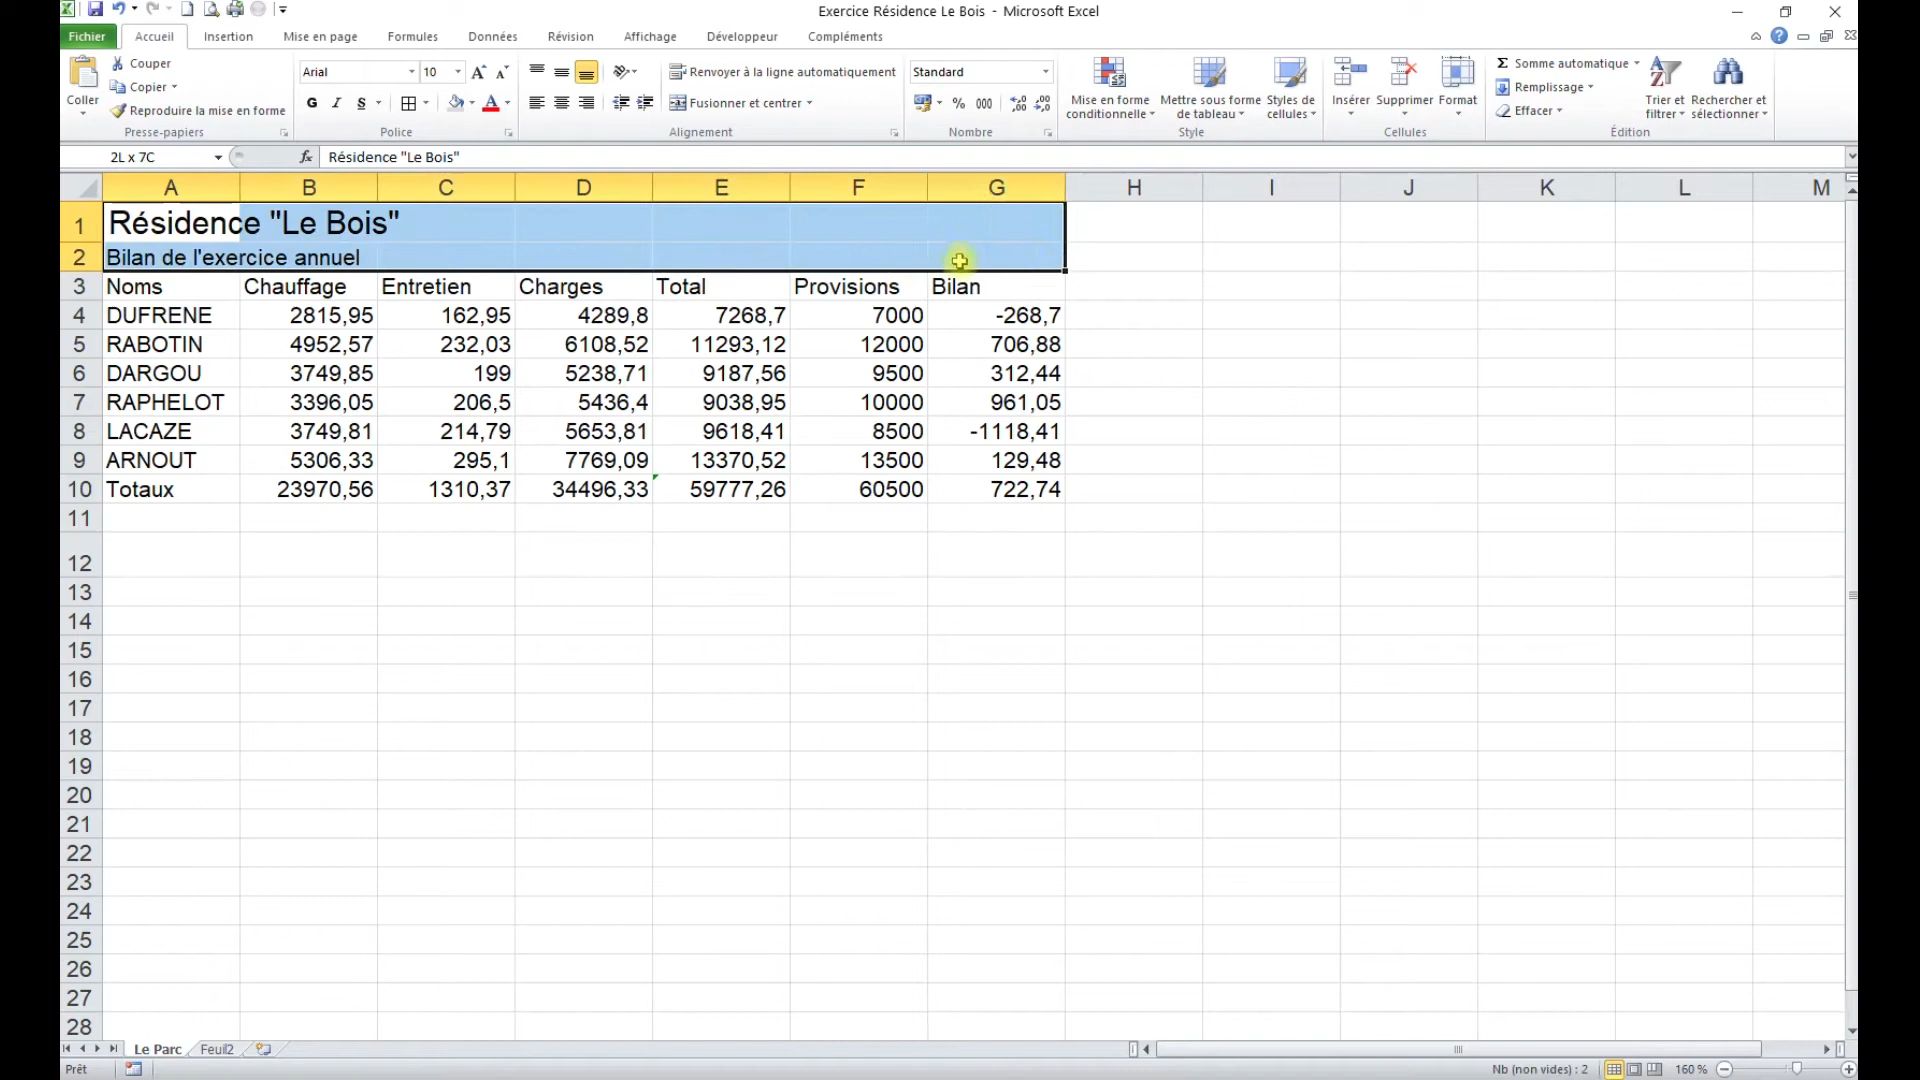 Exercice Résidence Le Bois - Microsoft Excel
Fichier Accueil Insertion Mise en page Formules Données Révision Affichage Développeur Compléments
Coller
Couper
Copier
Reproduire la mise en forme
Presse-papiers
Arial 10
G I S
Police
Renvoyer à la ligne automatiquement
Fusionner et centrer
Alignement
Standard
% 000
Nombre
Mise en forme conditionnelle
Mettre sous forme de tableau
Styles de cellules
Style
Insérer Supprimer Format
Cellules
Somme automatique
Remplissage
Effacer
Trier et filtrer
Rechercher et sélectionner
Édition
2L x 7C fx Résidence "Le Bois"
A B C D E F G H I J K L M
1 Résidence "Le Bois"
2 Bilan de l'exercice annuel
3 Noms Chauffage Entretien Charges Total Provisions Bilan
4 DUFRENE 2815,95 162,95 4289,8 7268,7 7000 -268,7
5 RABOTIN 4952,57 232,03 6108,52 11293,12 12000 706,88
6 DARGOU 3749,85 199 5238,71 9187,56 9500 312,44
7 RAPHELOT 3396,05 206,5 5436,4 9038,95 10000 961,05
8 LACAZE 3749,81 214,79 5653,81 9618,41 8500 -1118,41
9 ARNOUT 5306,33 295,1 7769,09 13370,52 13500 129,48
10 Totaux 23970,56 1310,37 34496,33 59777,26 60500 722,74
11
12
13
14
15
16
17
18
19
20
21
22
23
24
25
26
27
28
Le Parc Feuil2
Prêt Nb (non vides) : 2 160 %